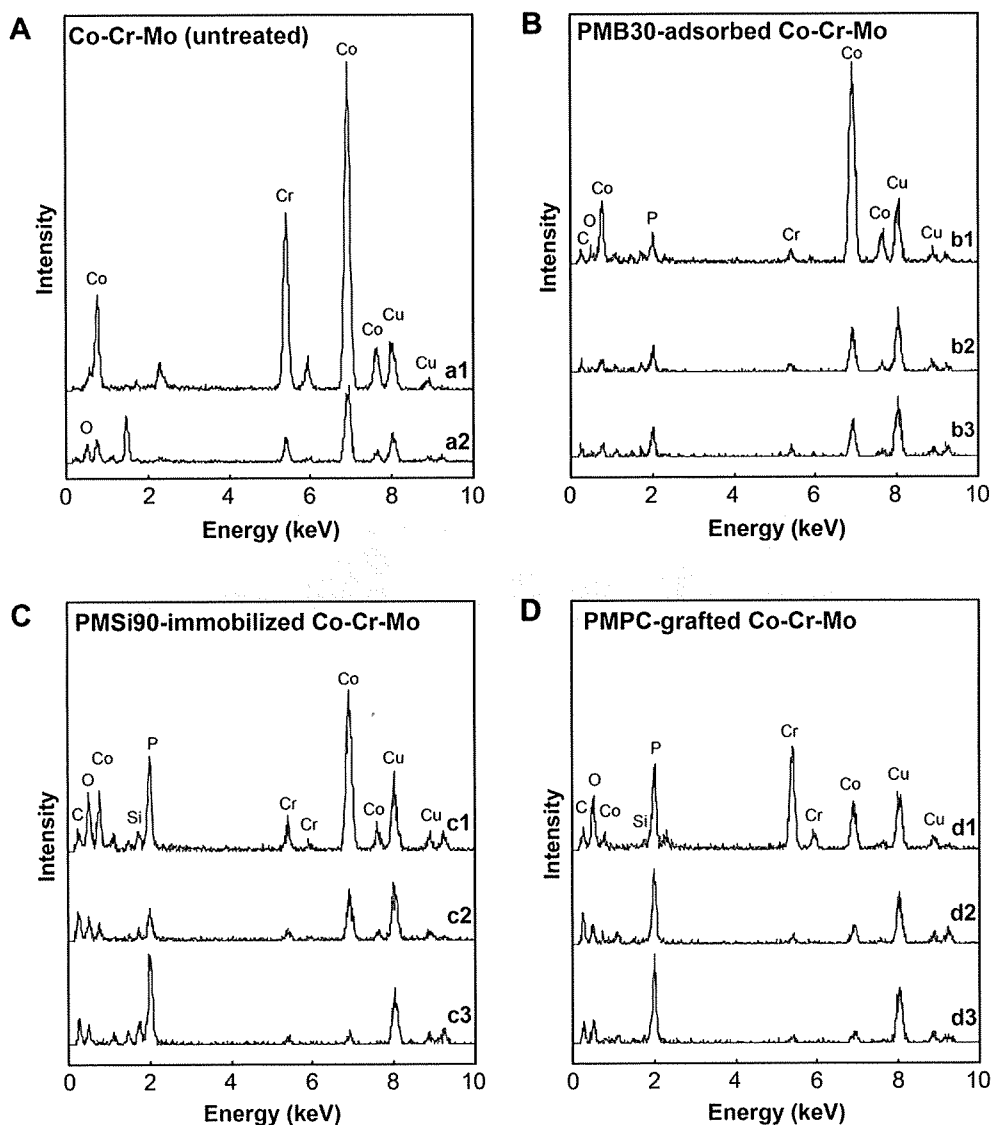 A
Co-Cr-Mo (untreated)
Intensity
Co
Cr
Co
Co
Cu
Cu
a1
O
a2
0 2 4 6 8 10
Energy (keV)
B
PMB30-adsorbed Co-Cr-Mo
Intensity
C
O
Co
P
Cr
Co
Co
Cu
Cu
b1
b2
b3
0 2 4 6 8 10
Energy (keV)
C
PMSi90-immobilized Co-Cr-Mo
Intensity
C
O
Co
Si
P
Cr
Cr
Co
Co
Cu
Cu
c1
c2
c3
0 2 4 6 8 10
Energy (keV)
D
PMPC-grafted Co-Cr-Mo
Intensity
C
O
Co
Si
P
Cr
Cr
Co
Cu
Cu
d1
d2
d3
0 2 4 6 8 10
Energy (keV)